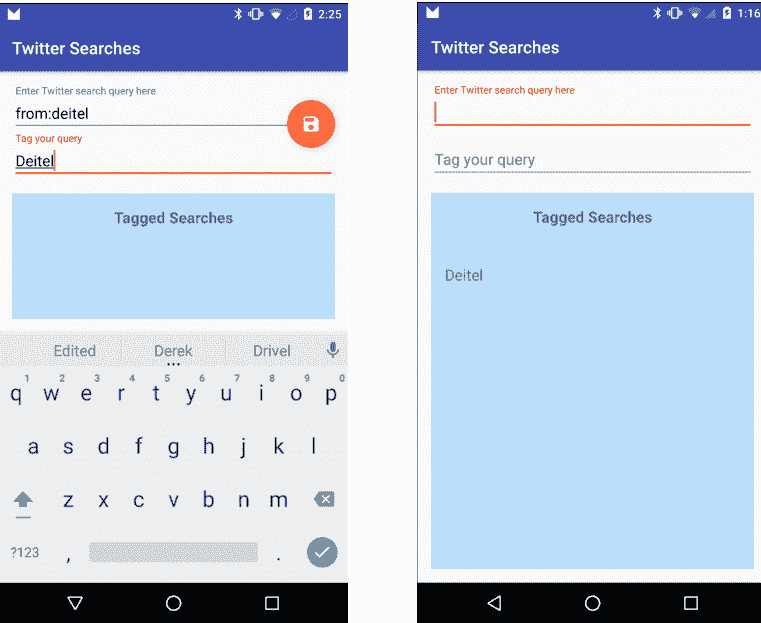 2:25
Twitter Searches
Enter Twitter search query here
from:deitel
Tag your query
Deitel
Tagged Searches
Edited Derek Drivel
1 2 3 4 5 6 7 8 9 0
q w e r t y u i o p
a s d f g h j k l
z x c v b n m
?123 , .
1:16
Twitter Searches
Enter Twitter search query here
Tag your query
Tagged Searches
Deitel